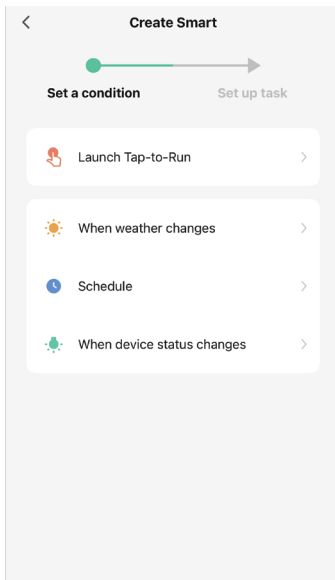 Create Smart
Set a condition
Set up task
Launch Tap-to-Run
When weather changes
Schedule
When device status changes